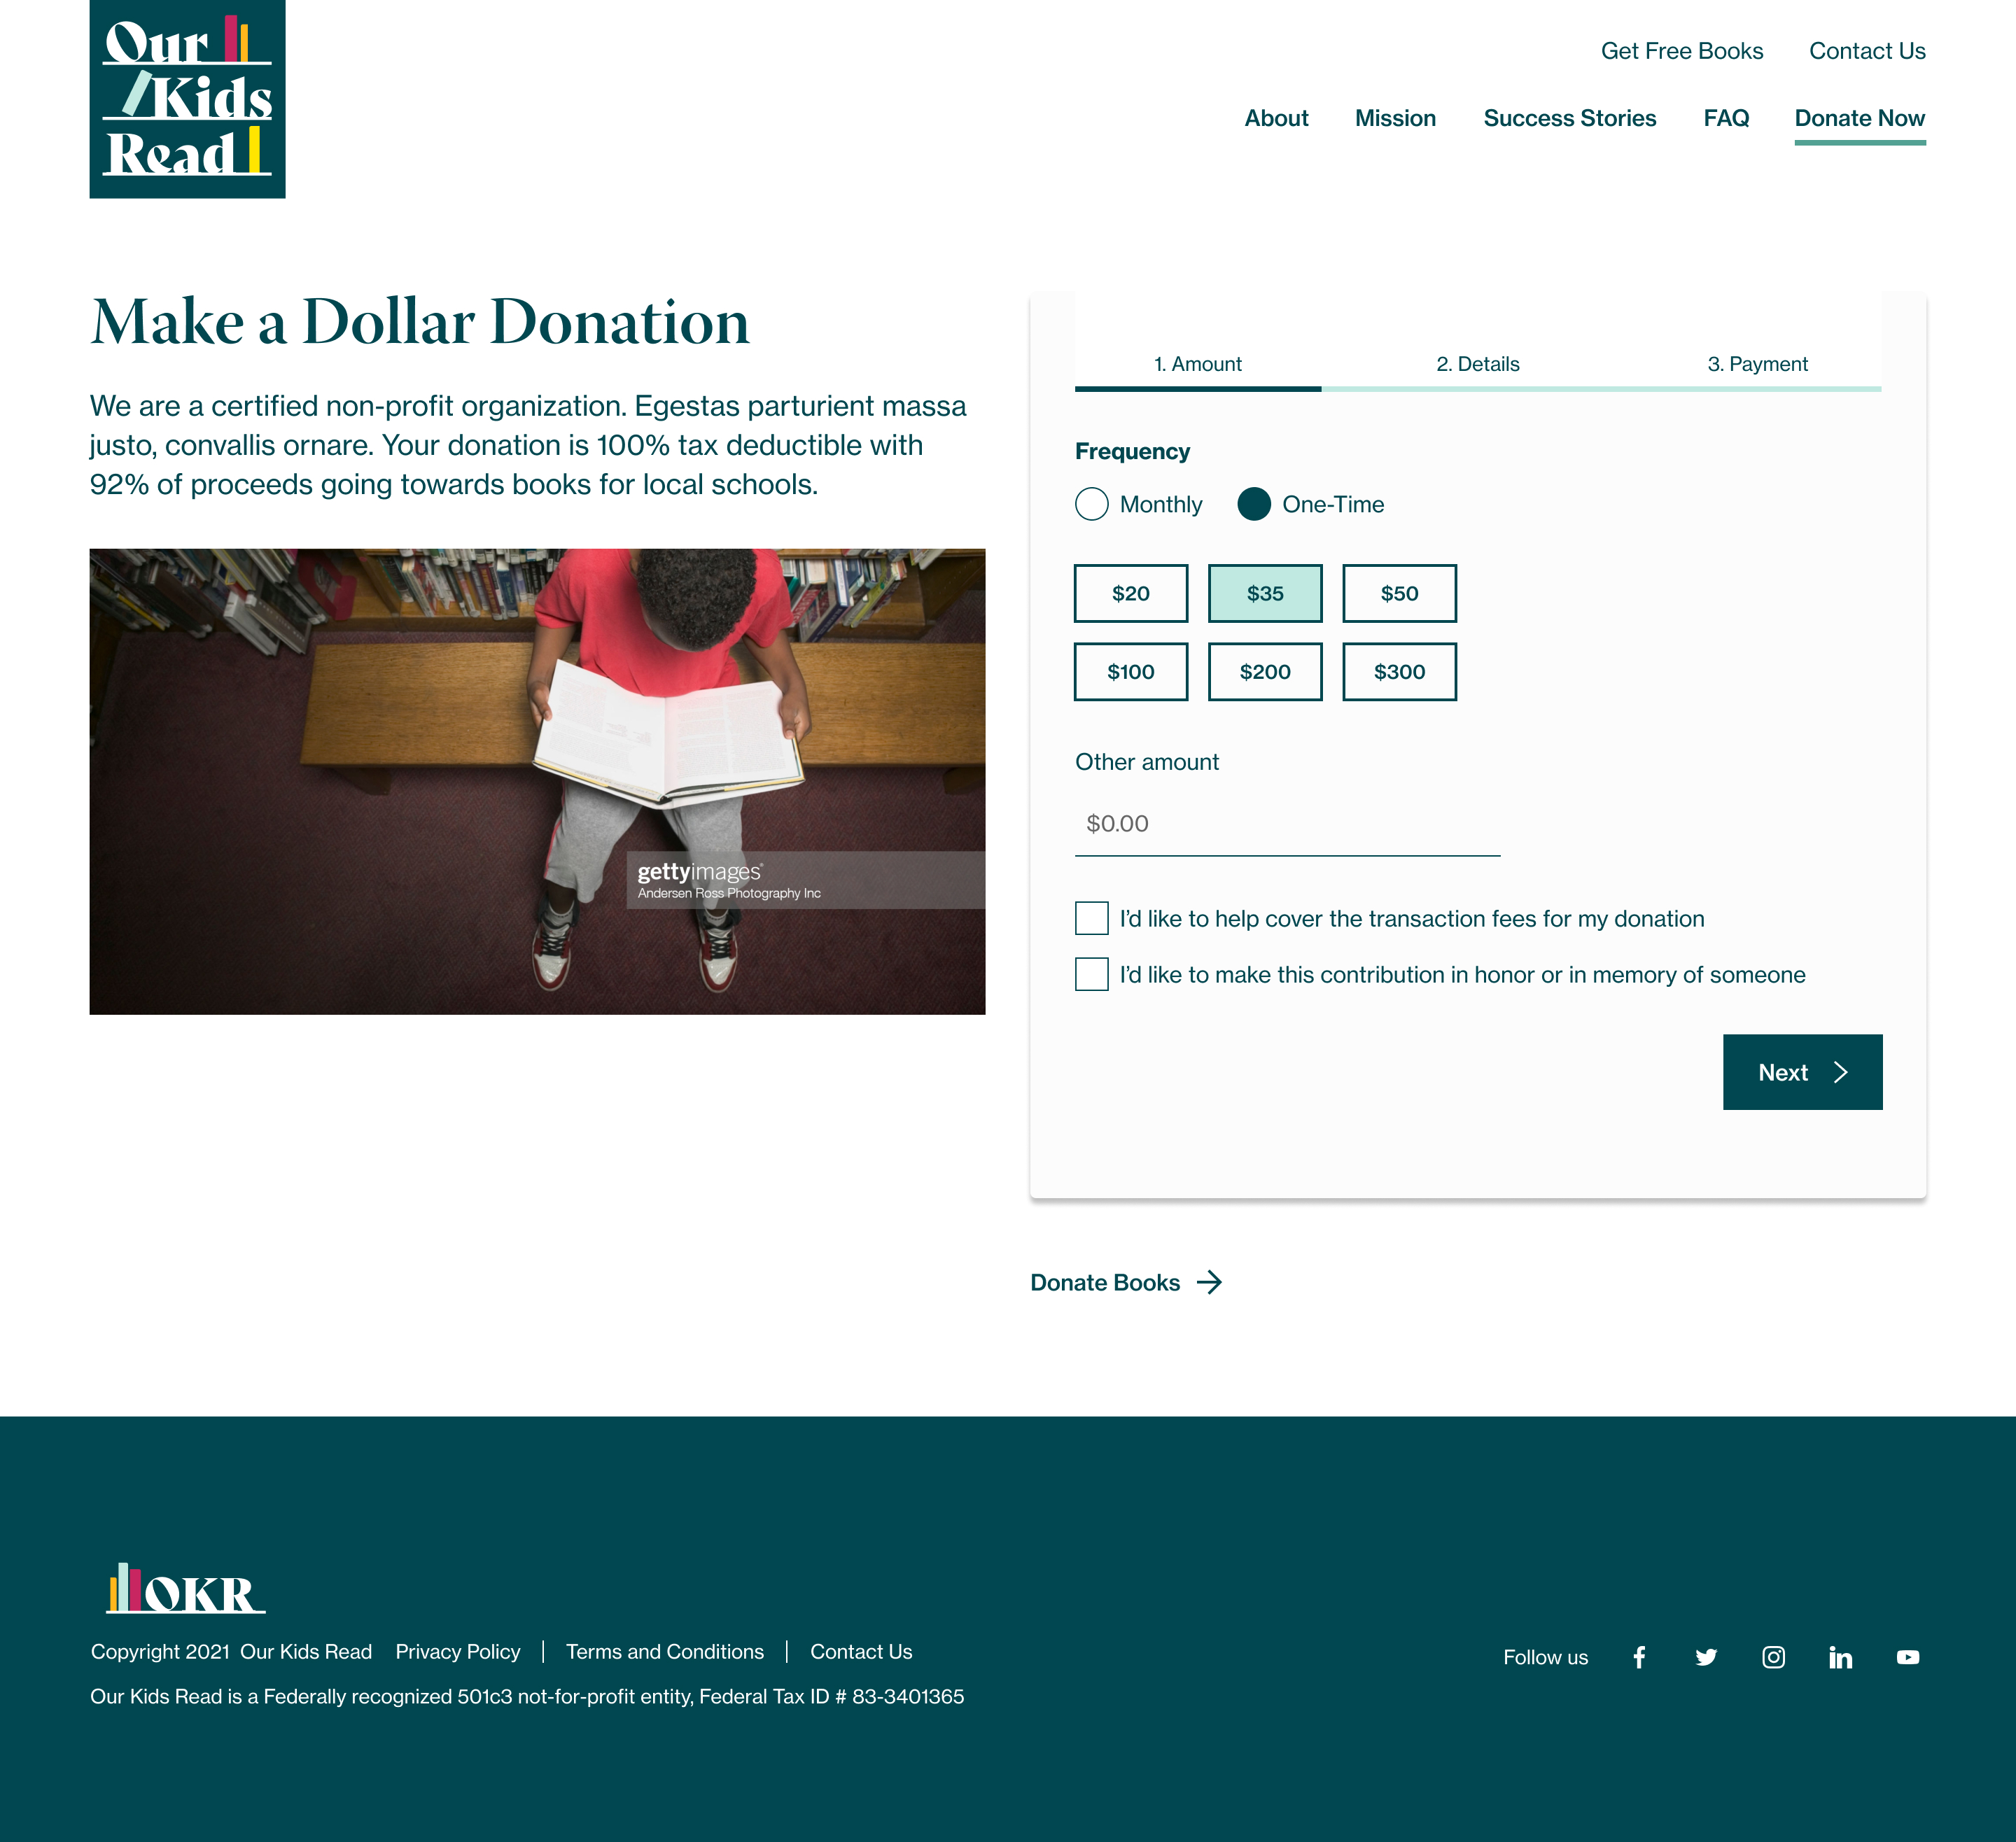 Our
Kids
Read
Get Free Books
Contact Us
About
Mission
Success Stories
FAQ
Donate Now
Make a Dollar Donation
We are a certified non-profit organization. Egestas parturient massa
justo, convallis ornare. Your donation is 100% tax deductible with
92% of proceeds going towards books for local schools.
gettyimages®
Andersen Ross Photography Inc
1. Amount
2. Details
3. Payment
Frequency
Monthly
One-Time
$20
$35
$50
$100
$200
$300
Other amount
$0.00
I’d like to help cover the transaction fees for my donation
I’d like to make this contribution in honor or in memory of someone
Next
Donate Books
OKR
Copyright 2021 Our Kids Read
Privacy Policy
Terms and Conditions
Contact Us
Our Kids Read is a Federally recognized 501c3 not-for-profit entity, Federal Tax ID # 83-3401365
Follow us